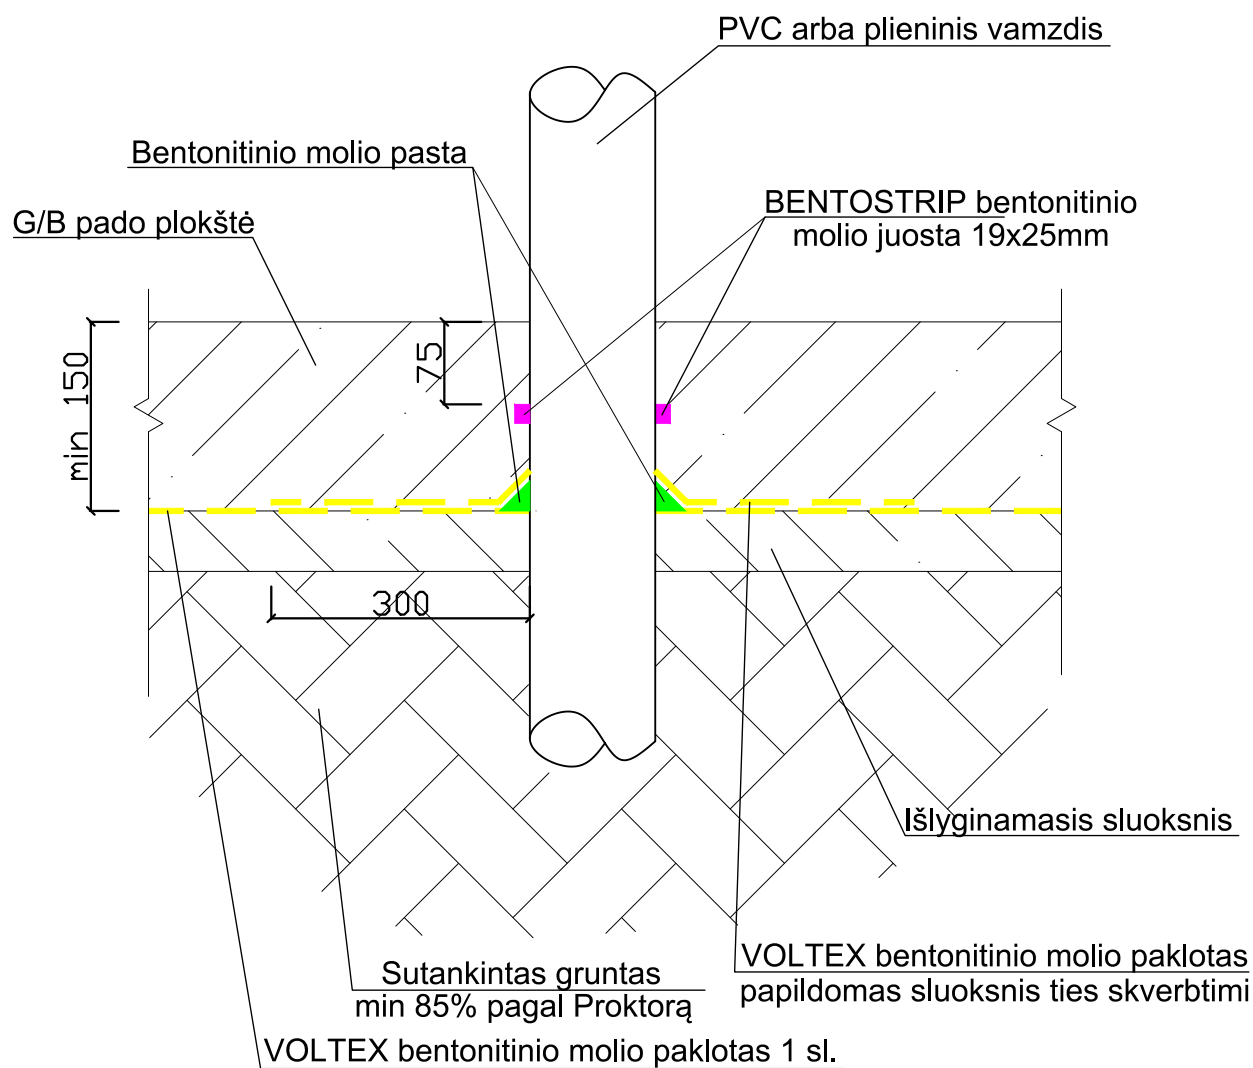 PVC arba plieninis vamzdis
Bentonitinio molio pasta
BENTOSTRIP bentonitinio
molio juosta 19x25mm
G/B pado plokštė
min 150
75
300
Išlyginamasis sluoksnis
VOLTEX bentonitinio molio paklotas
papildomas sluoksnis ties skverbtimi
Sutankintas gruntas
min 85% pagal Proktorą
VOLTEX bentonitinio molio paklotas 1 sl.